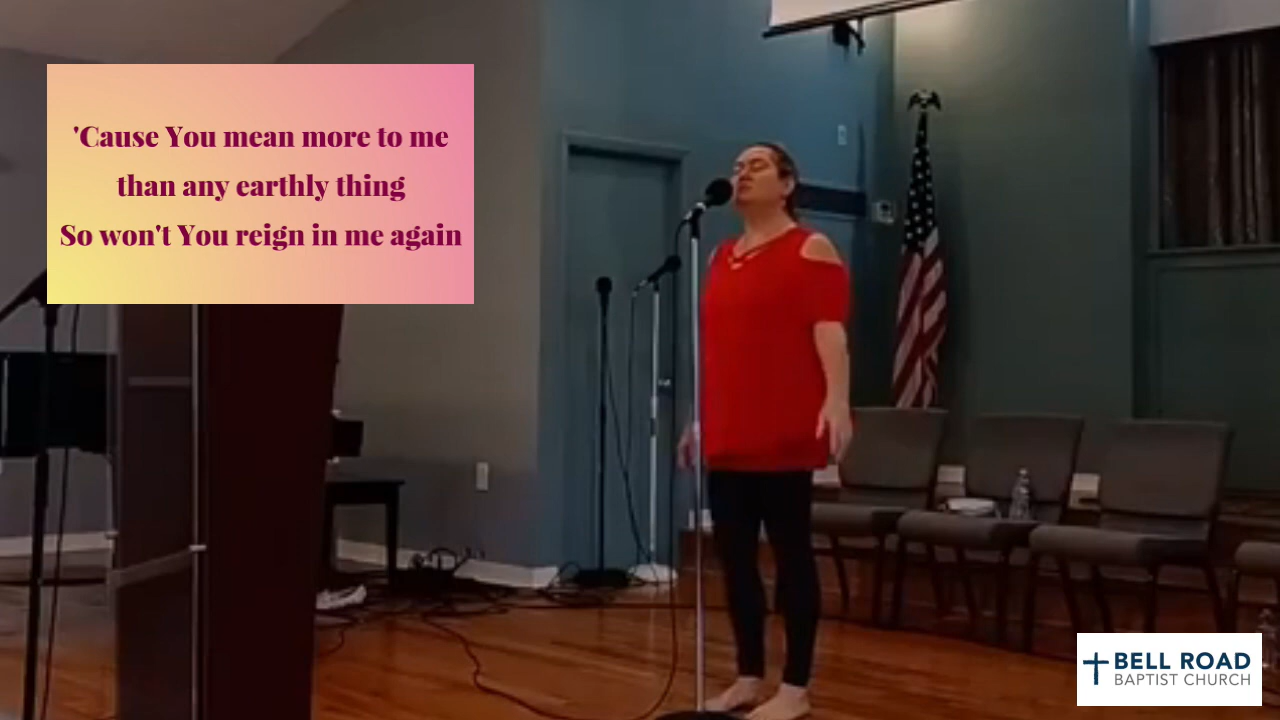 'Cause You mean more to me
than any earthly thing
So won't You reign in me again
BELL ROAD
BAPTIST CHURCH